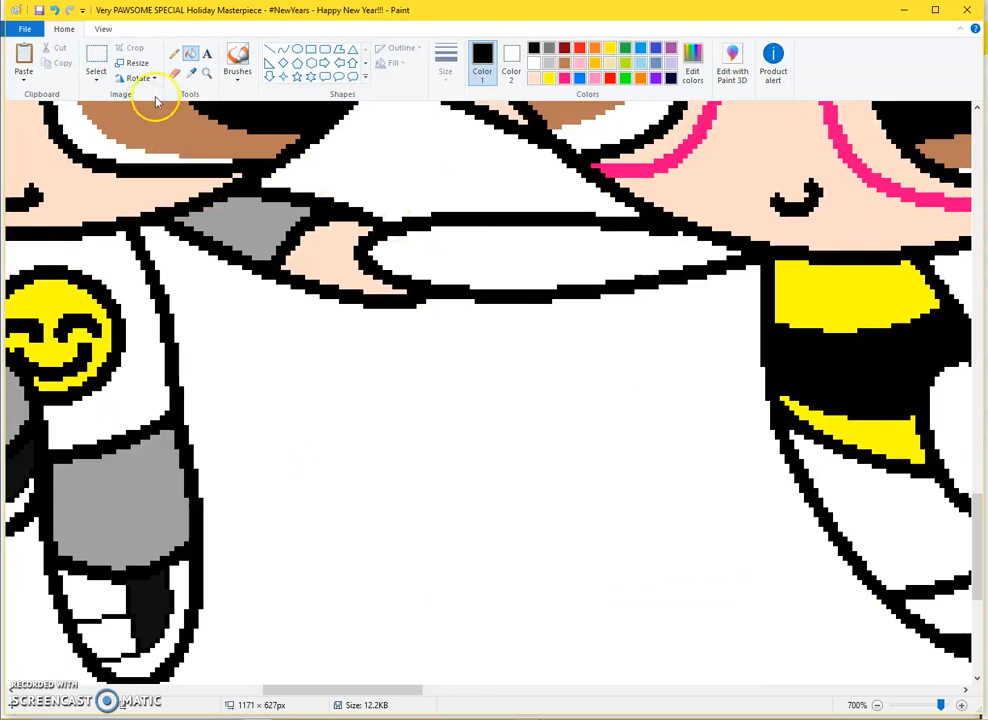 Very PAWSOME SPECIAL Holiday Masterpiece - #NewYears - Happy New Year!!! - Paint
File Home View
Paste Cut Copy Clipboard
Select Crop Resize Rotate Image
A Tools
Brushes
Outline Fill Shapes
Size
Color 1
Color 2
Colors
Edit colors
Edit with Paint 3D
Product alert
RECORDED WITH
SCREENCAST MATIC
1171 × 627px
Size: 12.2KB
700%